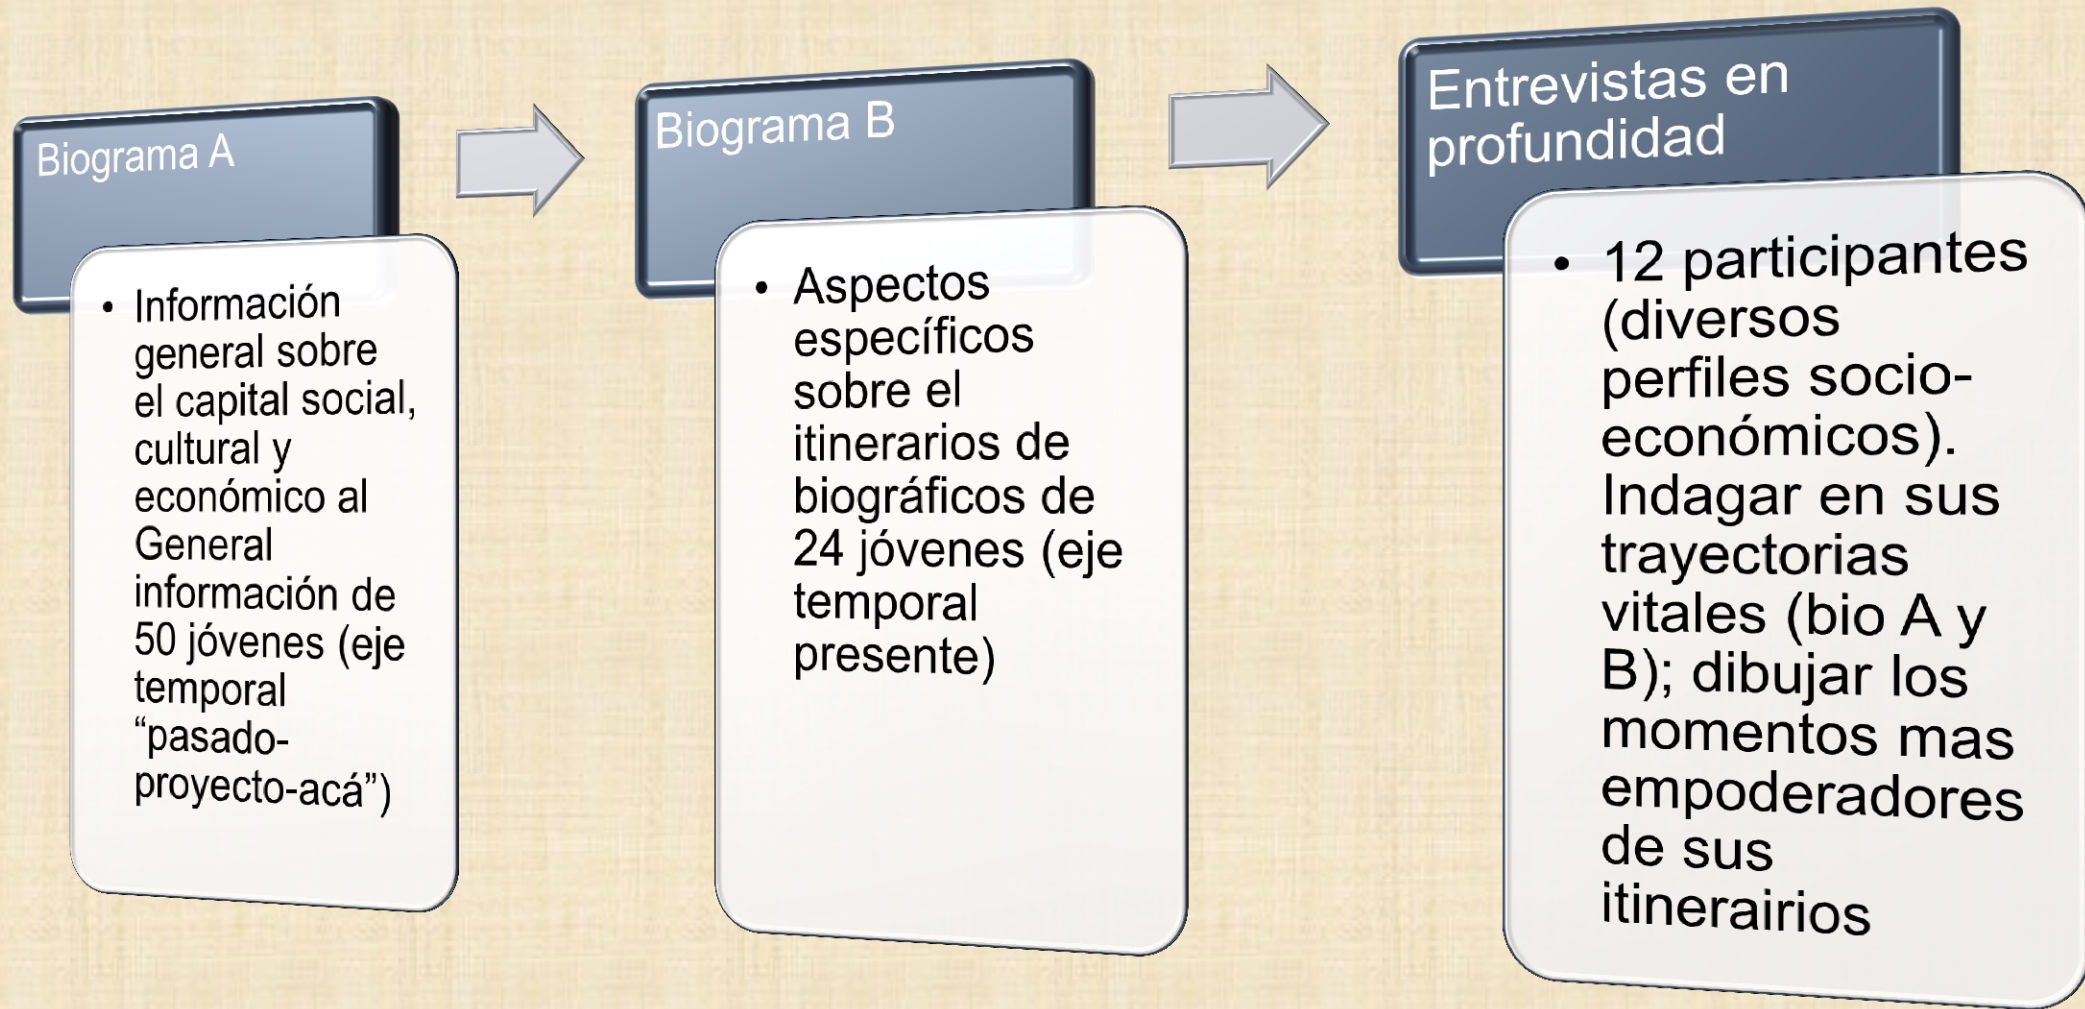 Biograma A
• Información
general sobre
el capital social,
cultural y
económico al
General
información de
50 jóvenes (eje
temporal
“pasado-
proyecto-acá”)
Biograma B
• Aspectos
específicos
sobre el
itinerarios de
biográficos de
24 jóvenes (eje
temporal
presente)
Entrevistas en
profundidad
• 12 participantes
(diversos
perfiles socio-
económicos).
Indagar en sus
trayectorias
vitales (bio A y
B); dibujar los
momentos mas
empoderadores
de sus
itinerairios